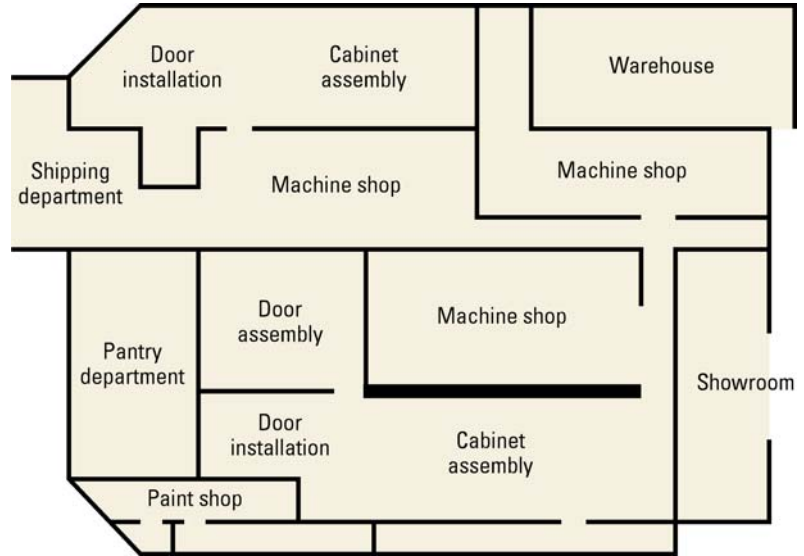 Door
installation
Cabinet
assembly
Warehouse
Shipping
department
Machine shop
Machine shop
Door
assembly
Machine shop
Pantry
department
Showroom
Door
installation
Cabinet
assembly
Paint shop